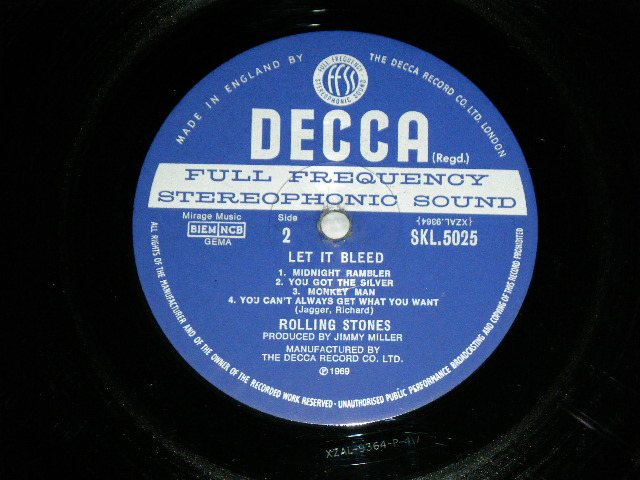 MADE IN ENGLAND BY THE DECCA RECORD CO. LTD. LONDON
FULL FREQUENCY
ffss
STEREOPHONIC SOUND
DECCA (Regd.)
FULL FREQUENCY
STEREOPHONIC SOUND
Mirage Music
BIEM NCB
GEMA
Side
2
{XZAL.9364}
SKL.5025
LET IT BLEED
1. MIDNIGHT RAMBLER
2. YOU GOT THE SILVER
3. MONKEY MAN
4. YOU CAN'T ALWAYS GET WHAT YOU WANT
(Jagger, Richard)
ROLLING STONES
PRODUCED BY JIMMY MILLER
MANUFACTURED BY
THE DECCA RECORD CO. LTD.
Ⓟ 1969
ALL RIGHTS OF THE MANUFACTURER AND OF THE OWNER OF THE RECORDED WORK RESERVED · UNAUTHORISED PUBLIC PERFORMANCE BROADCASTING AND COPYING OF THIS RECORD PROHIBITED